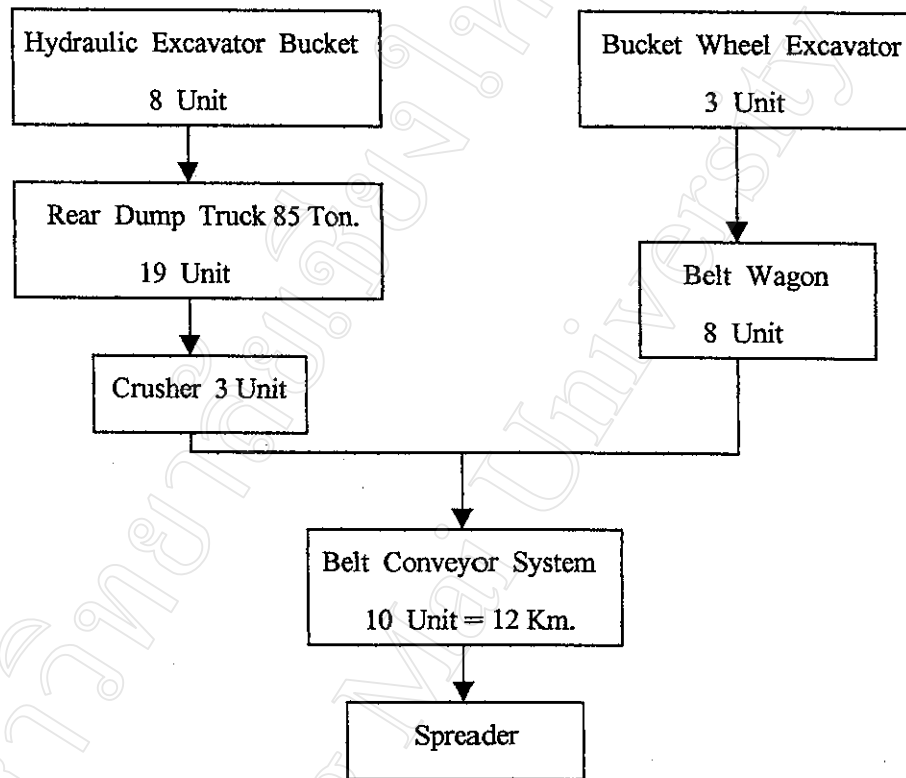 Hydraulic Excavator Bucket
8 Unit
Bucket Wheel Excavator
3 Unit
Rear Dump Truck 85 Ton.
19 Unit
Belt Wagon
8 Unit
Crusher 3 Unit
Belt Conveyor System
10 Unit = 12 Km.
Spreader